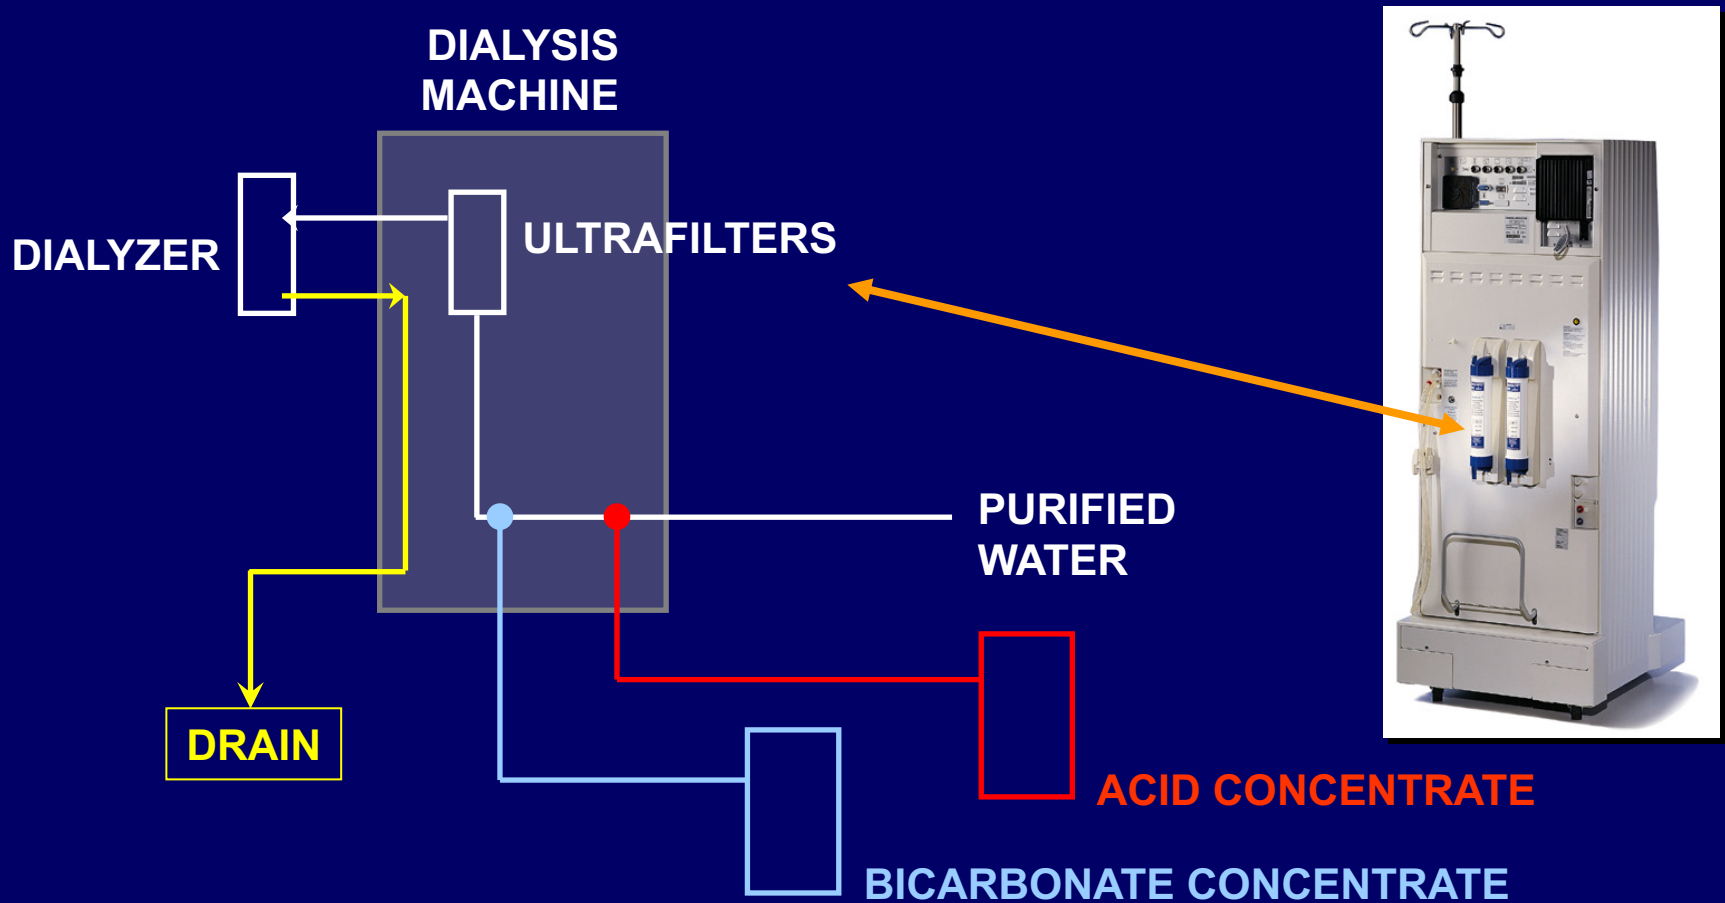 DIALYSIS
MACHINE
DIALYZER
ULTRAFILTERS
PURIFIED
WATER
DRAIN
ACID CONCENTRATE
BICARBONATE CONCENTRATE